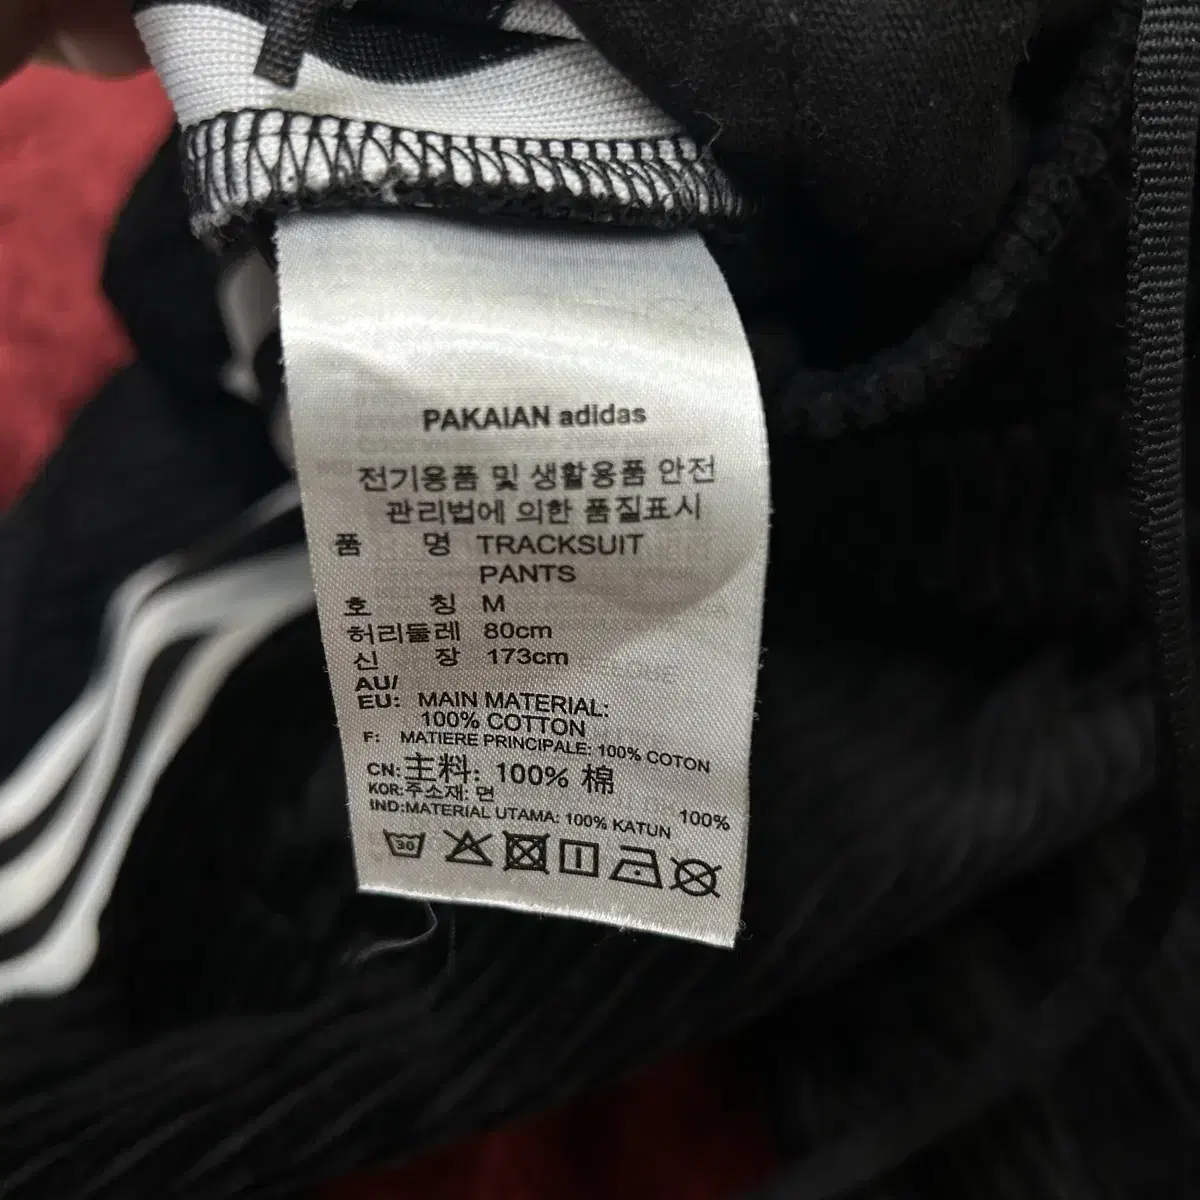 PAKAIAN adidas
전기용품 및 생활용품 안전
관리법에 의한 품질표시
품 명 TRACKSUIT
PANTS
호 칭 M
허리둘레 80cm
신 장 173cm
AU/
EU: MAIN MATERIAL:
100% COTTON
F: MATIERE PRINCIPALE: 100% COTON
CN: 主料: 100% 棉
KOR:주소재: 면 100%
IND:MATERIAL UTAMA: 100% KATUN
30